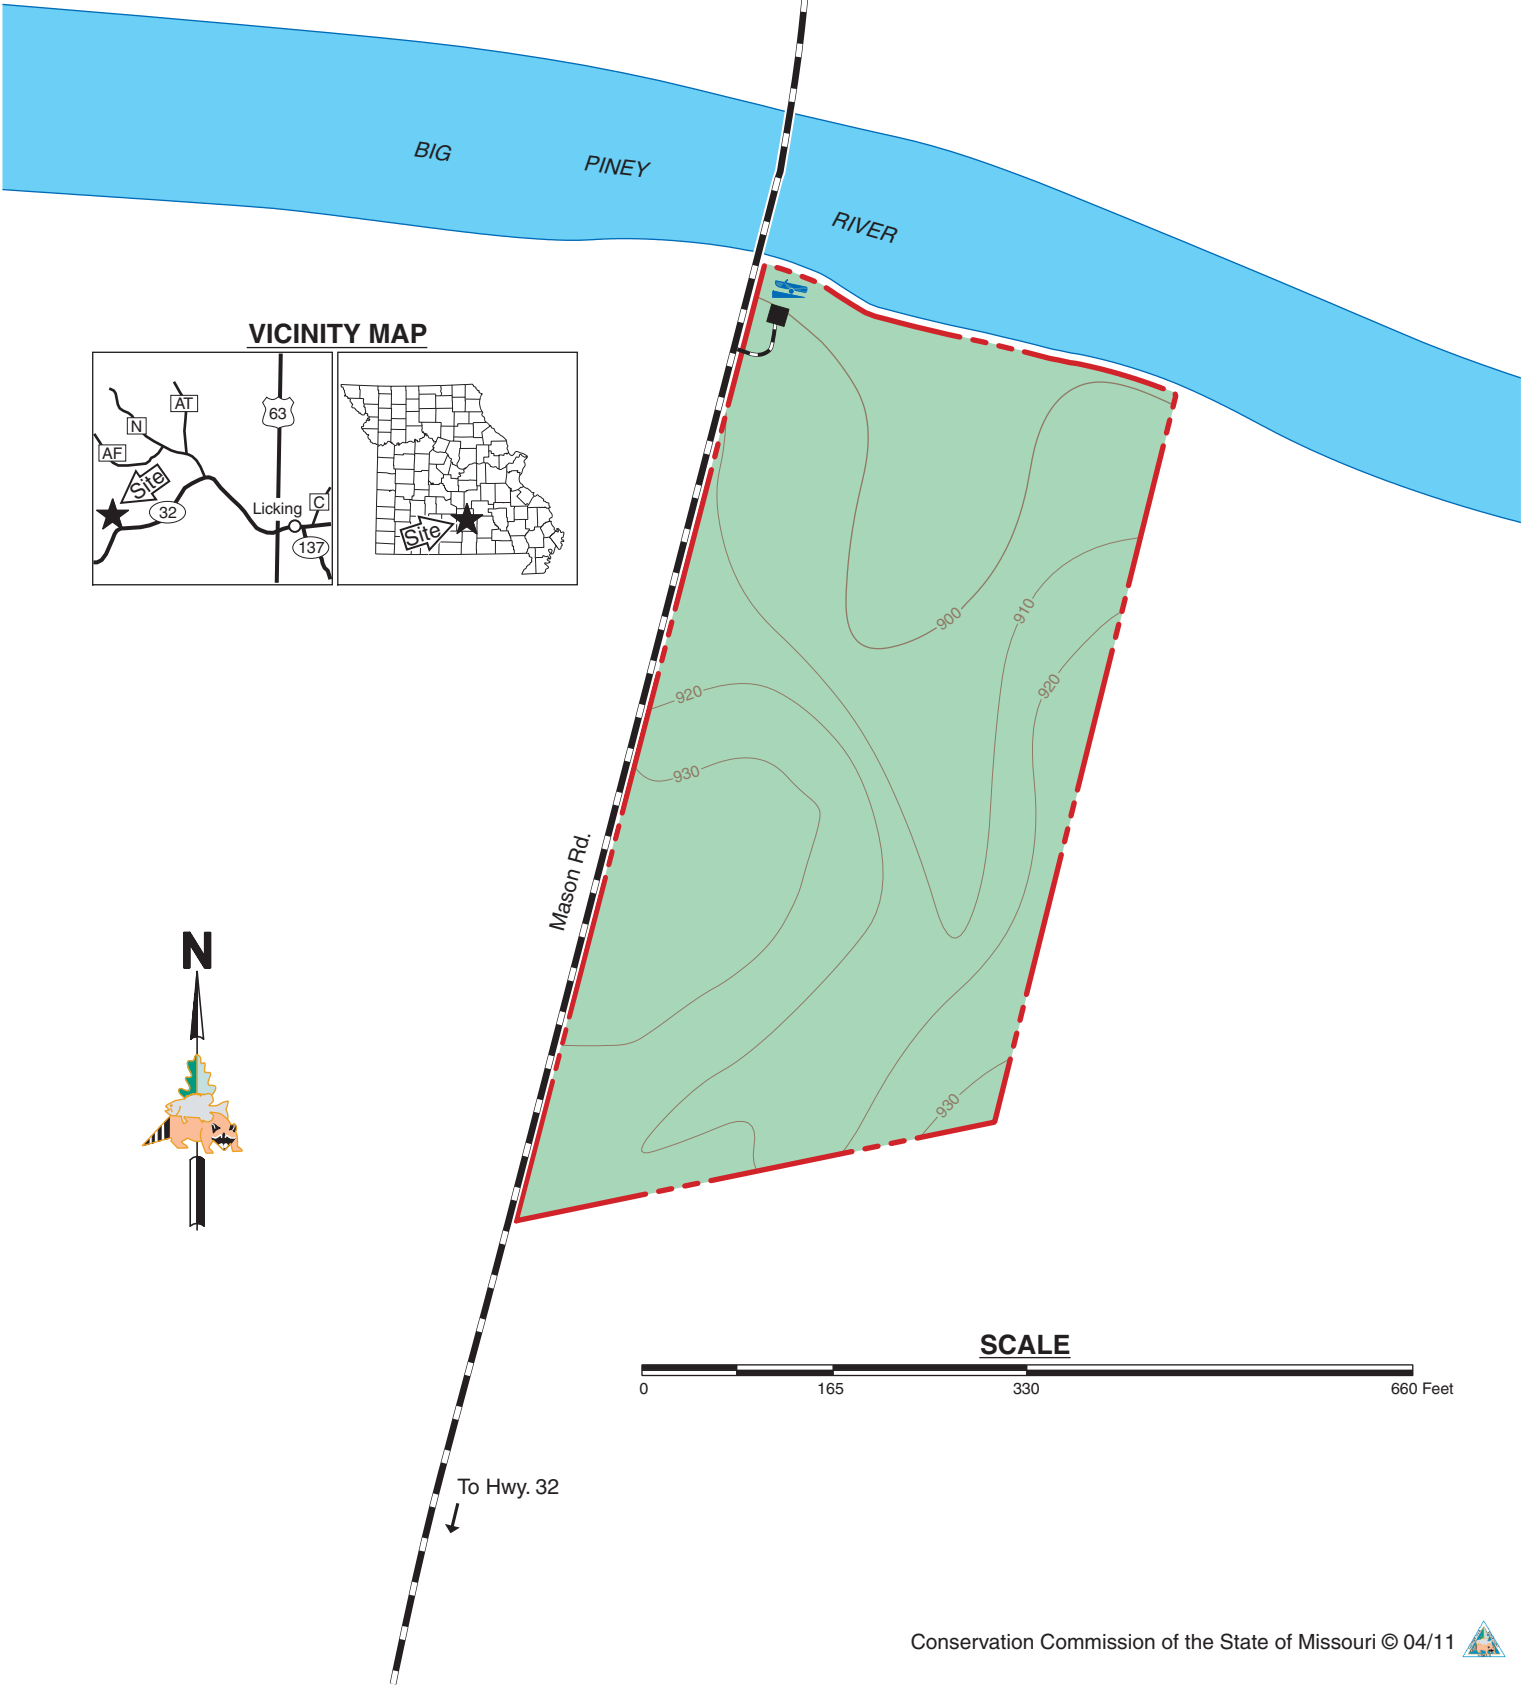 BIG PINEY RIVER
VICINITY MAP
AT
N
63
AF
Site
32
Licking
C
137
Site
900
910
920
920
930
Mason Rd.
N
930
SCALE
0 165 330 660 Feet
To Hwy. 32
Conservation Commission of the State of Missouri © 04/11